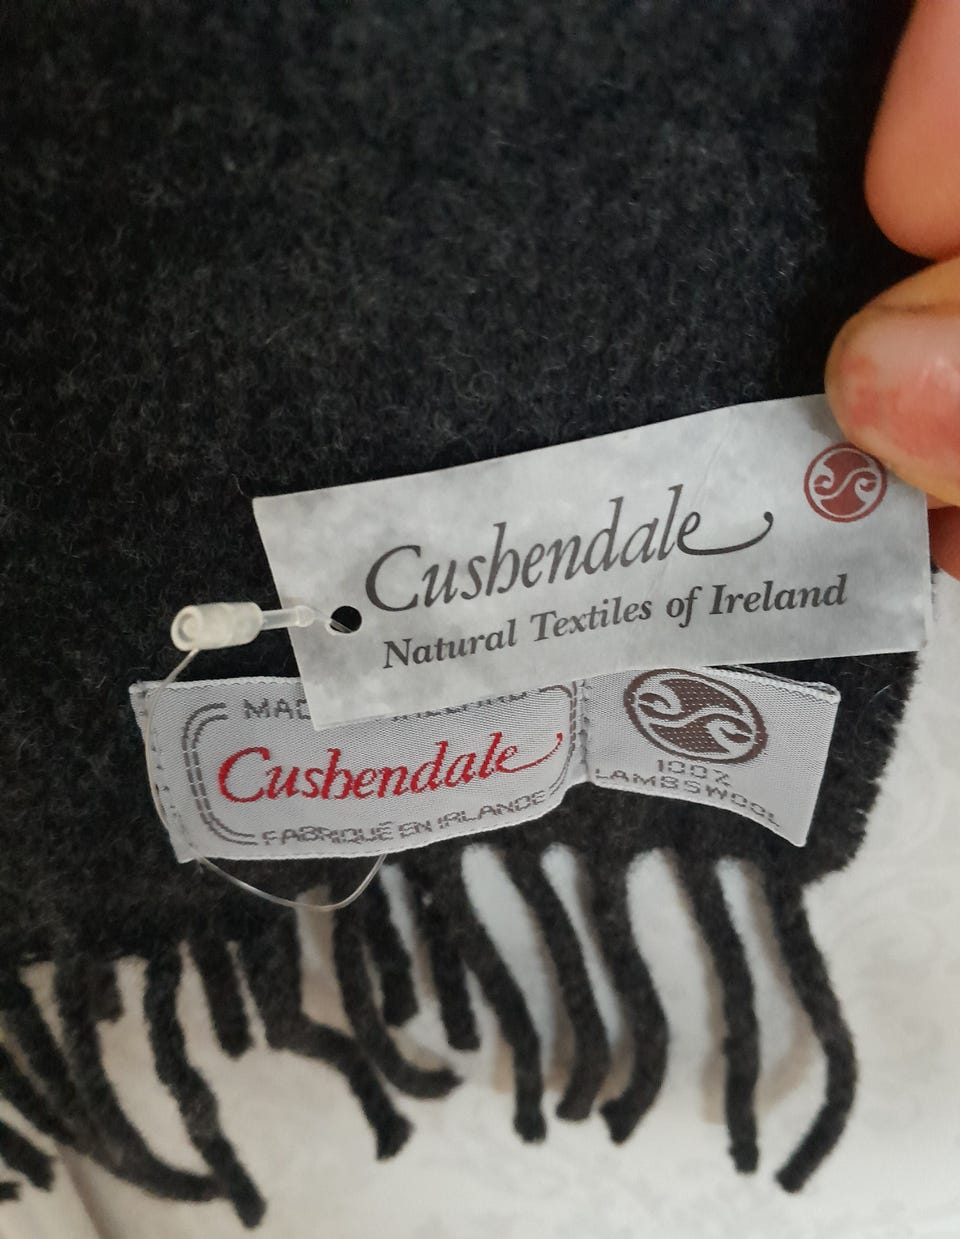 Cushendale
Natural Textiles of Ireland
Cushendale
FABRIQUÉ EN IRLANDE
100%
LAMBSWOOL